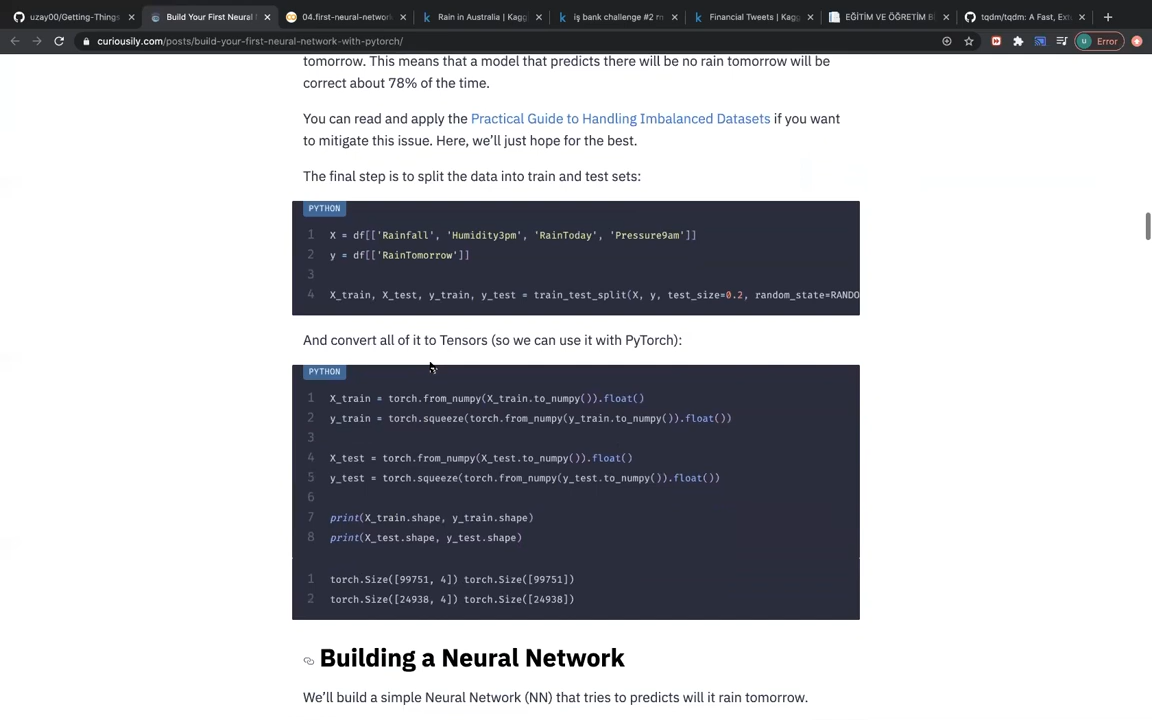 uzay00/Getting-Things
Build Your First Neural N
04.first-neural-network
Rain in Australia | Kagg
iş bank challenge #2 m
Financial Tweets | Kagg
EĞİTİM VE ÖĞRETİM Bİ
tqdm/tqdm: A Fast, Ext
curiousily.com/posts/build-your-first-neural-network-with-pytorch/
u Error
tomorrow. This means that a model that predicts there will be no rain tomorrow will be
correct about 78% of the time.
You can read and apply the Practical Guide to Handling Imbalanced Datasets if you want
to mitigate this issue. Here, we'll just hope for the best.
The final step is to split the data into train and test sets:
PYTHON
1 X = df[['Rainfall', 'Humidity3pm', 'RainToday', 'Pressure9am']]
2 y = df[['RainTomorrow']]
3
4 X_train, X_test, y_train, y_test = train_test_split(X, y, test_size=0.2, random_state=RANDO
And convert all of it to Tensors (so we can use it with PyTorch):
PYTHON
1 X_train = torch.from_numpy(X_train.to_numpy()).float()
2 y_train = torch.squeeze(torch.from_numpy(y_train.to_numpy()).float())
3
4 X_test = torch.from_numpy(X_test.to_numpy()).float()
5 y_test = torch.squeeze(torch.from_numpy(y_test.to_numpy()).float())
6
7 print(X_train.shape, y_train.shape)
8 print(X_test.shape, y_test.shape)
1 torch.Size([99751, 4]) torch.Size([99751])
2 torch.Size([24938, 4]) torch.Size([24938])
Building a Neural Network
We'll build a simple Neural Network (NN) that tries to predicts will it rain tomorrow.